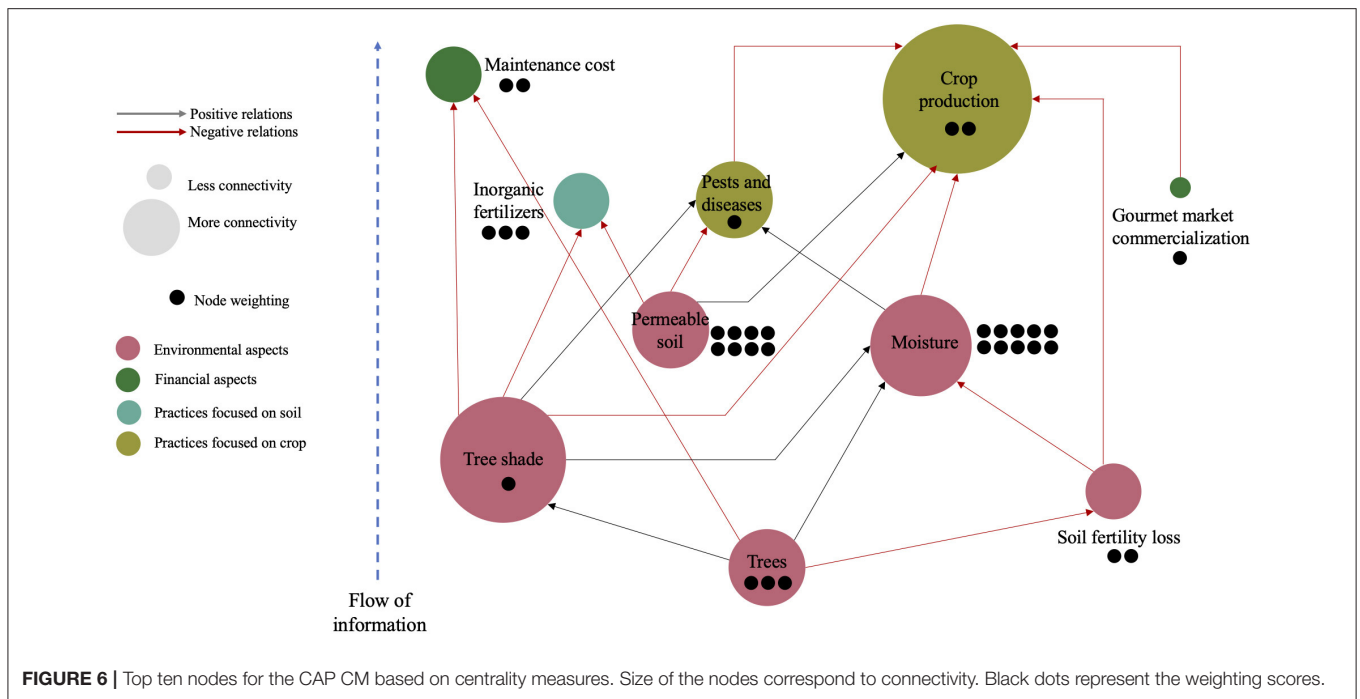 Positive relations
Negative relations
Less connectivity
More connectivity
Node weighting
Environmental aspects
Financial aspects
Practices focused on soil
Practices focused on crop
Flow of
information
Maintenance cost
Inorganic
fertilizers
Pests and
diseases
Crop
production
Gourmet market
commercialization
Permeable
soil
Moisture
Tree shade
Trees
Soil fertility loss
FIGURE 6 | Top ten nodes for the CAP CM based on centrality measures. Size of the nodes correspond to connectivity. Black dots represent the weighting scores.